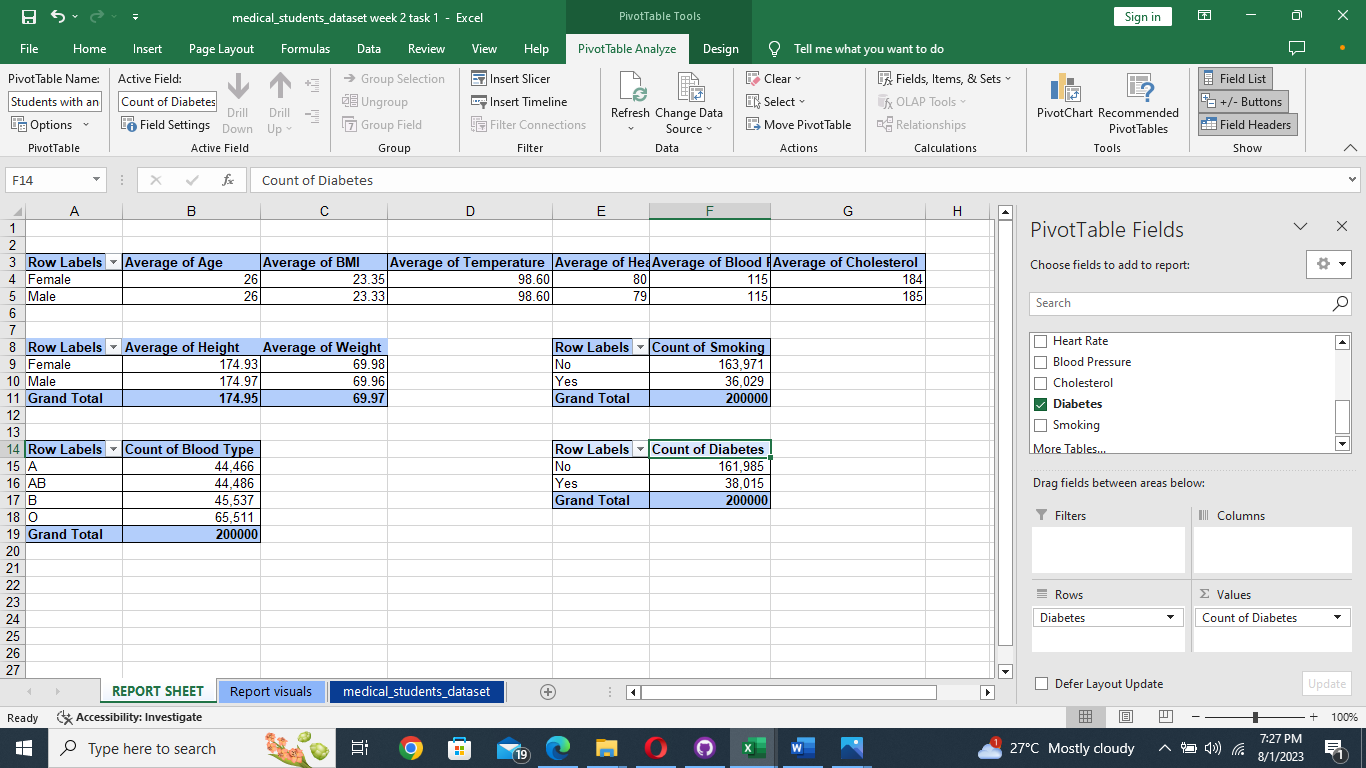 medical_students_dataset week 2 task 1 - Excel
PivotTable Tools
Sign in
File Home Insert Page Layout Formulas Data Review View Help PivotTable Analyze Design Tell me what you want to do
PivotTable Name:
Students with an
Options
PivotTable
Active Field:
Count of Diabetes
Field Settings
Drill Down
Drill Up
Active Field
Group Selection
Ungroup
Group Field
Group
Insert Slicer
Insert Timeline
Filter Connections
Filter
Refresh
Change Data Source
Data
Clear
Select
Move PivotTable
Actions
Fields, Items, & Sets
OLAP Tools
Relationships
Calculations
PivotChart
Recommended PivotTables
Tools
Field List
+/- Buttons
Field Headers
Show
F14
fx
Count of Diabetes
A B C D E F G H
1
2
3 Row Labels Average of Age Average of BMI Average of Temperature Average of Hea Average of Blood P Average of Cholesterol
4 Female 26 23.35 98.60 80 115 184
5 Male 26 23.33 98.60 79 115 185
6
7
8 Row Labels Average of Height Average of Weight Row Labels Count of Smoking
9 Female 174.93 69.98 No 163,971
10 Male 174.97 69.96 Yes 36,029
11 Grand Total 174.95 69.97 Grand Total 200000
12
13
14 Row Labels Count of Blood Type Row Labels Count of Diabetes
15 A 44,466 No 161,985
16 AB 44,486 Yes 38,015
17 B 45,537 Grand Total 200000
18 O 65,511
19 Grand Total 200000
20
21
22
23
24
25
26
27
PivotTable Fields
Choose fields to add to report:
Search
Heart Rate
Blood Pressure
Cholesterol
Diabetes
Smoking
More Tables...
Drag fields between areas below:
Filters
Columns
Rows
Diabetes
Values
Count of Diabetes
Defer Layout Update
Update
REPORT SHEET Report visuals medical_students_dataset
Ready
Accessibility: Investigate
100%
Type here to search
19
1
27°C Mostly cloudy
7:27 PM
8/1/2023
1